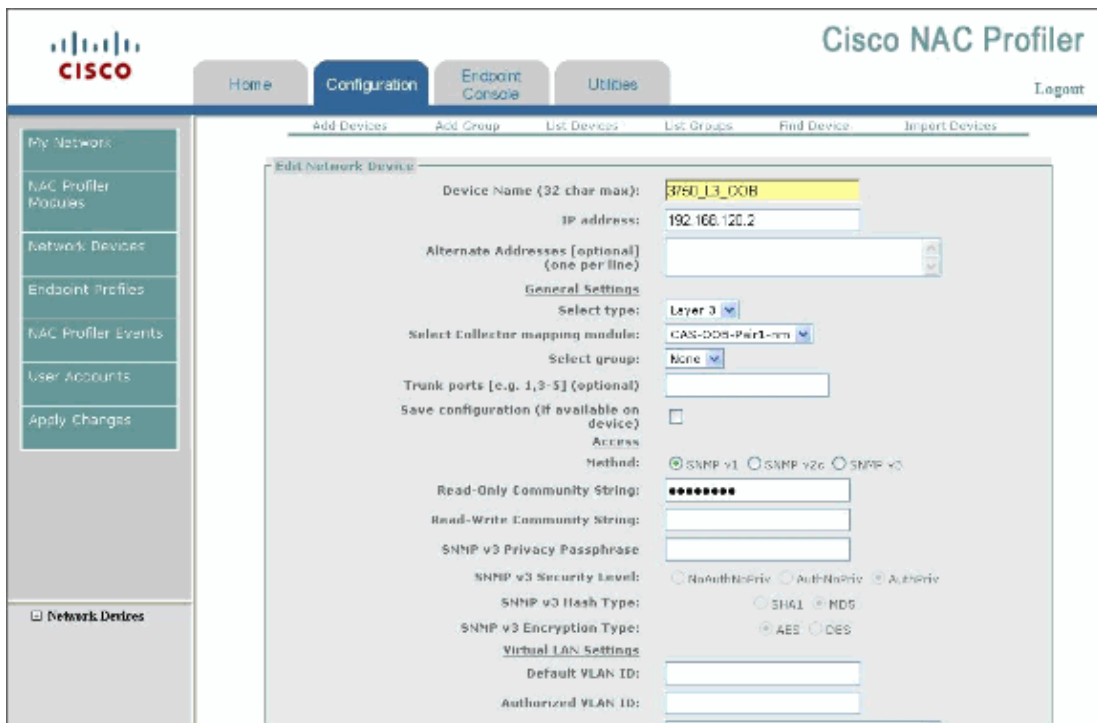 CISCO
Cisco NAC Profiler
Home
Configuration
Endpoint Console
Utilities
Logout
Add Devices
Add Group
List Devices
List Groups
Find Device
Import Devices
My Network
NAC Profiler Modules
Network Devices
Endpoint Profiles
NAC Profiler Events
User Accounts
Apply Changes
Network Devices
Edit Network Device
Device Name (32 char max): 3750_L3_OOB
IP address: 192.168.120.2
Alternate Addresses [optional]
(one per line)
General Settings
Select type: Layer 3
Select Collector mapping module: CAS-OOB-Pair1-nm
Select group: None
Trunk ports [e.g. 1,3-5] (optional)
Save configuration (if available on
device)
Access
Method: SNMP v1 SNMP v2c SNMP v3
Read-Only Community String: ●●●●●●●●
Read-Write Community String:
SNMP v3 Privacy Passphrase
SNMP v3 Security Level: NoAuthNoPriv AuthNoPriv AuthPriv
SNMP v3 Hash Type: SHA1 MD5
SNMP v3 Encryption Type: AES DES
Virtual LAN Settings
Default VLAN ID:
Authorized VLAN ID: